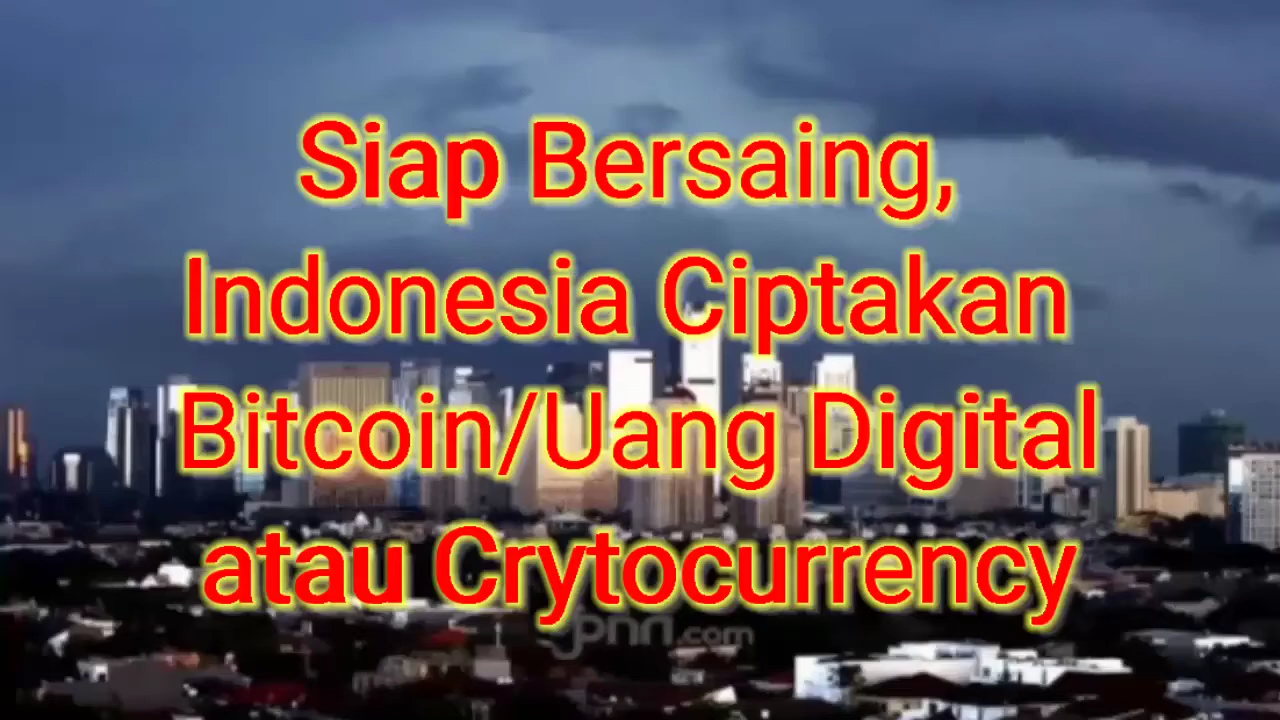 Siap Bersaing,
Indonesia Ciptakan
Bitcoin/Uang Digital
atau Crytocurrency
jpnn.com